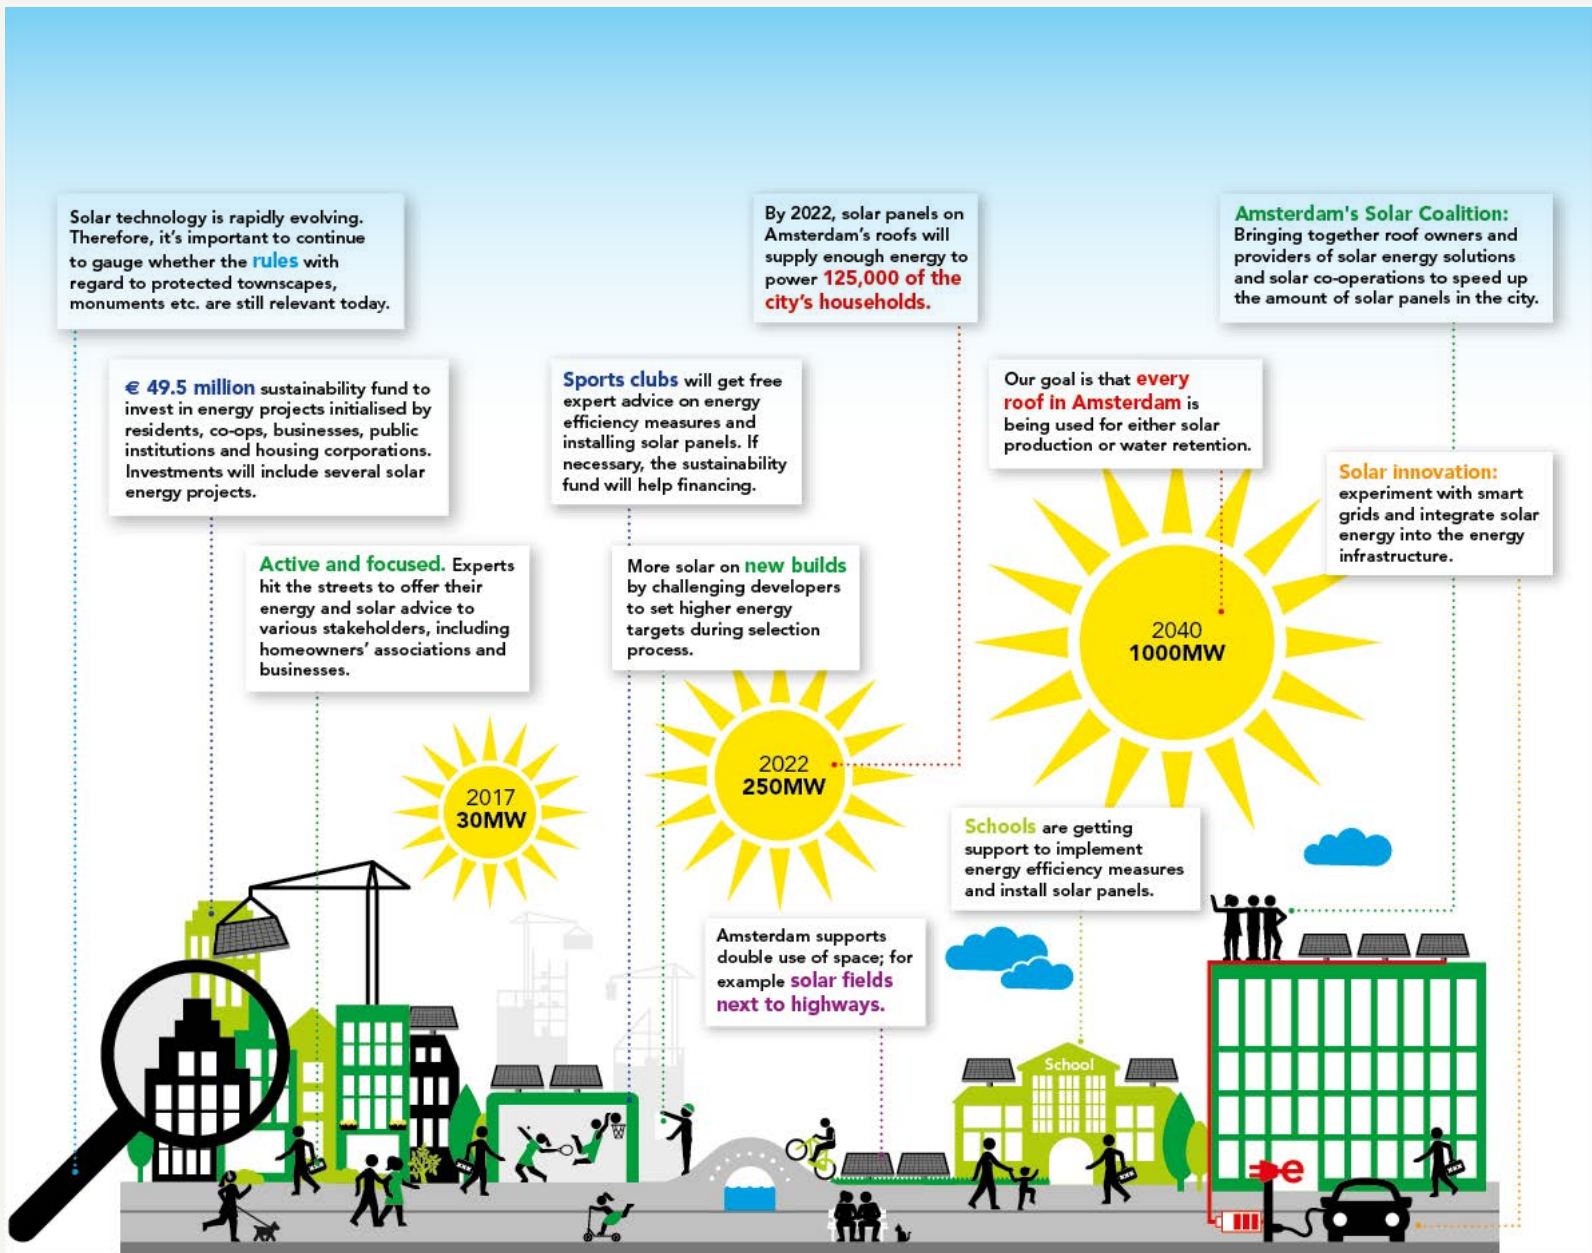 Solar technology is rapidly evolving.
Therefore, it's important to continue
to gauge whether the rules with
regard to protected townscapes,
monuments etc. are still relevant today.
By 2022, solar panels on
Amsterdam's roofs will
supply enough energy to
power 125,000 of the
city's households.
Amsterdam's Solar Coalition:
Bringing together roof owners and
providers of solar energy solutions
and solar co-operations to speed up
the amount of solar panels in the city.
€ 49.5 million sustainability fund to
invest in energy projects initialised by
residents, co-ops, businesses, public
institutions and housing corporations.
Investments will include several solar
energy projects.
Sports clubs will get free
expert advice on energy
efficiency measures and
installing solar panels. If
necessary, the sustainability
fund will help financing.
Our goal is that every
roof in Amsterdam is
being used for either solar
production or water retention.
Solar innovation:
experiment with smart
grids and integrate solar
energy into the energy
infrastructure.
Active and focused. Experts
hit the streets to offer their
energy and solar advice to
various stakeholders, including
homeowners' associations and
businesses.
More solar on new builds
by challenging developers
to set higher energy
targets during selection
process.
2040
1000MW
2022
250MW
2017
30MW
Schools are getting
support to implement
energy efficiency measures
and install solar panels.
Amsterdam supports
double use of space; for
example solar fields
next to highways.
School
e